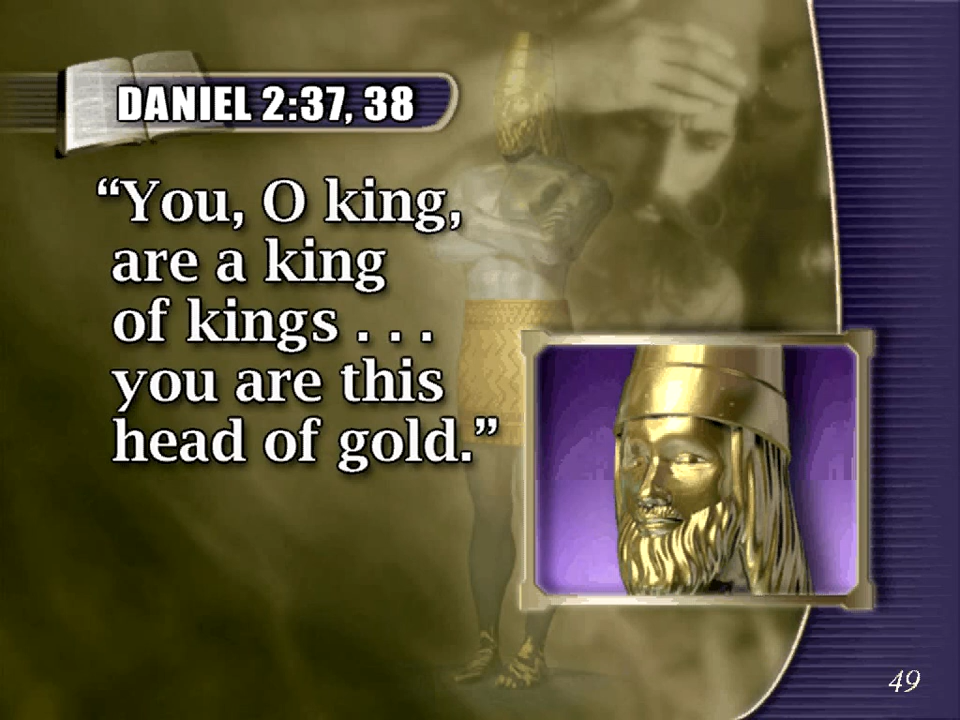 DANIEL 2:37, 38
“You, O king,
are a king
of kings . . .
you are this
head of gold.”
49